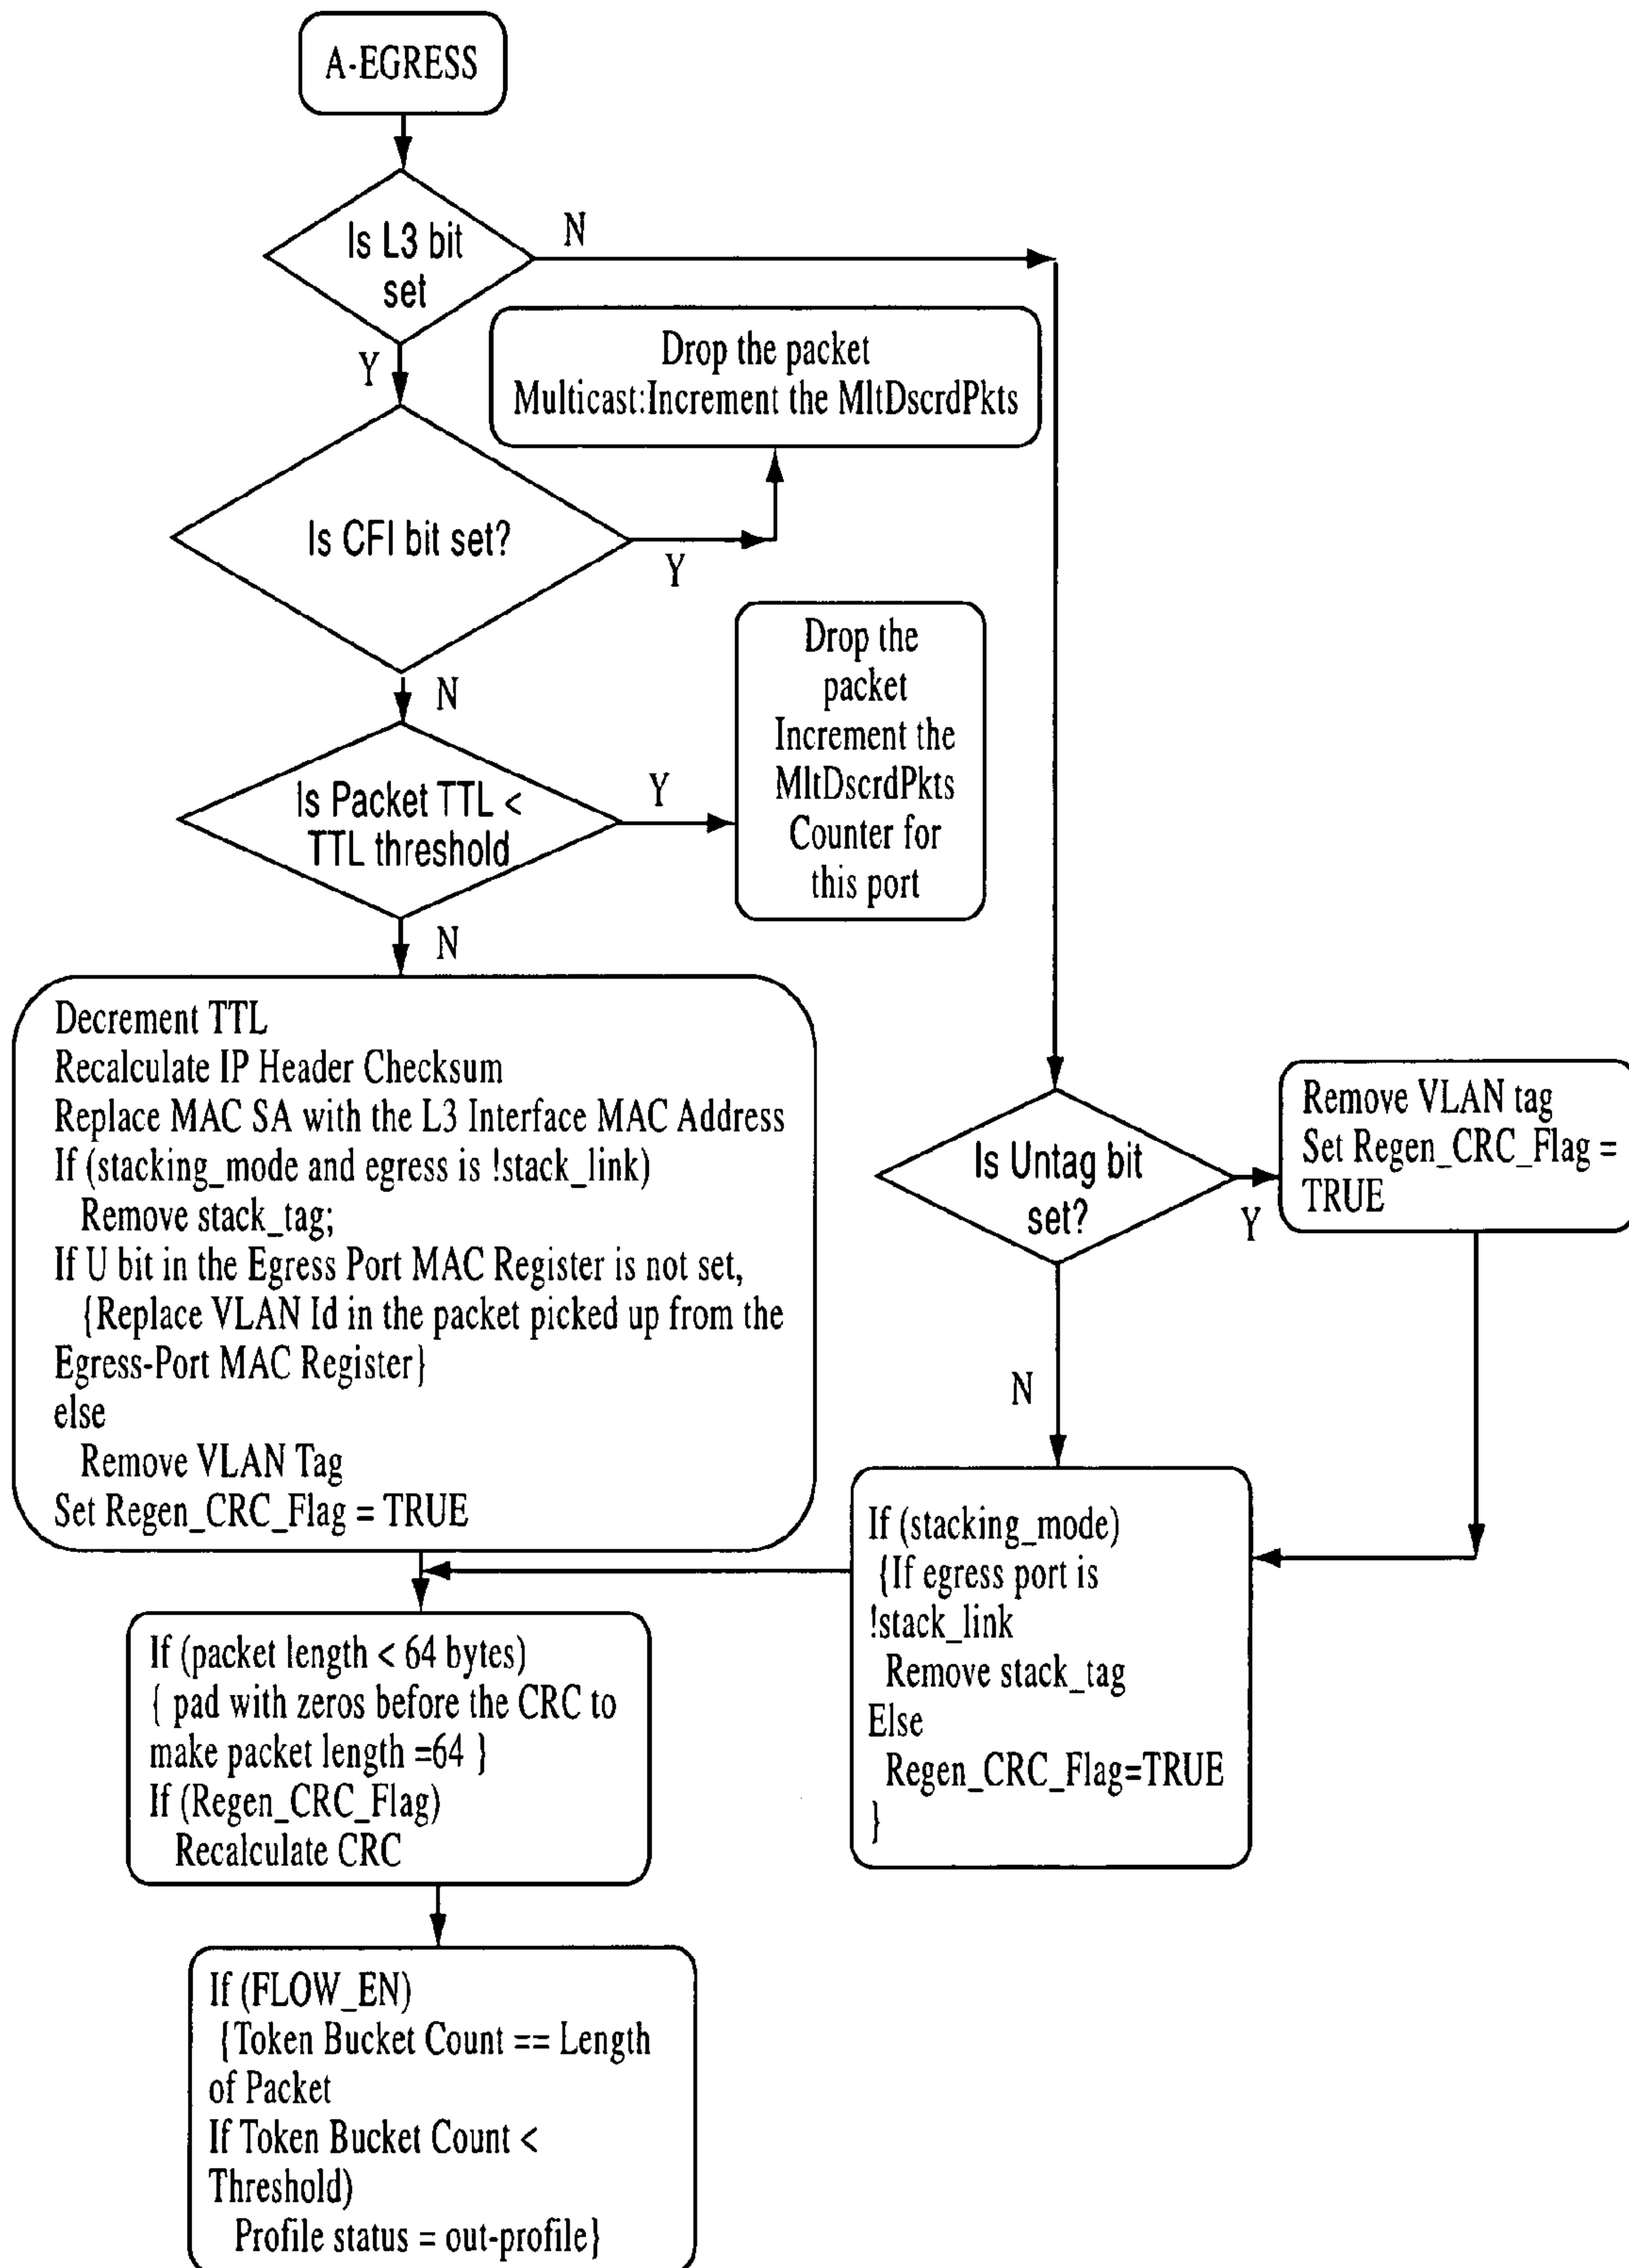 A-EGRESS
Is L3 bit
set
N
Y
Drop the packet
Multicast:Increment the MltDscrdPkts
Is CFI bit set?
Y
N
Drop the
packet
Increment the
MltDscrdPkts
Counter for
this port
Is Packet TTL <
TTL threshold
Y
N
Decrement TTL
Recalculate IP Header Checksum
Replace MAC SA with the L3 Interface MAC Address
If (stacking_mode and egress is !stack_link)
Remove stack_tag;
If U bit in the Egress Port MAC Register is not set,
{Replace VLAN Id in the packet picked up from the
Egress-Port MAC Register}
else
Remove VLAN Tag
Set Regen_CRC_Flag = TRUE
Is Untag bit
set?
Y
N
Remove VLAN tag
Set Regen_CRC_Flag =
TRUE
If (stacking_mode)
{If egress port is
!stack_link
Remove stack_tag
Else
Regen_CRC_Flag=TRUE
}
If (packet length < 64 bytes)
{ pad with zeros before the CRC to
make packet length =64 }
If (Regen_CRC_Flag)
Recalculate CRC
If (FLOW_EN)
{Token Bucket Count == Length
of Packet
If Token Bucket Count <
Threshold)
Profile status = out-profile}